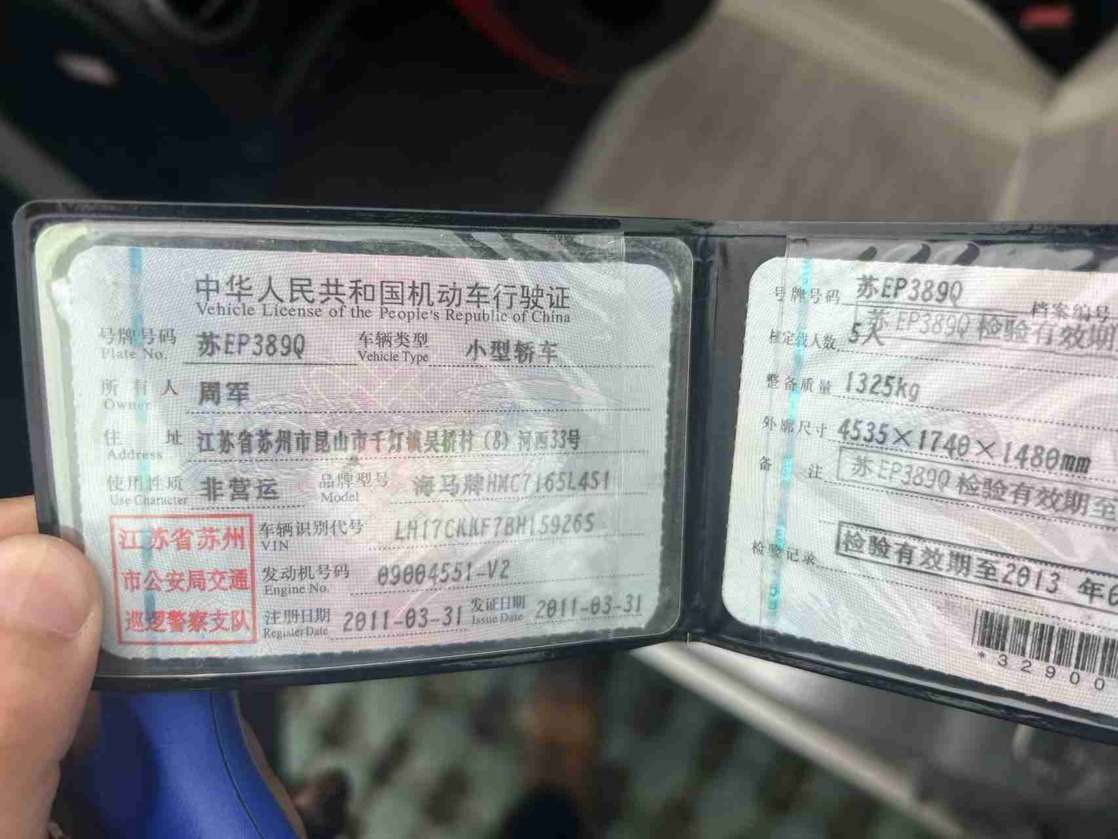 中华人民共和国机动车行驶证
Vehicle License of the People's Republic of China
号牌号码 苏EP389Q 车辆类型 小型轿车
Plate No. Vehicle Type
所有人 周军
Owner
住址 江苏省苏州市昆山市千灯镇吴桥村(8)河西33号
Address
使用性质 非营运 品牌型号 海马牌HMC7165L4S1
Use Character Model
江苏省苏州
市公安局交通
巡逻警察支队
车辆识别代号 LH17CKKF7BH159265
VIN
发动机号码 09004551-V2
Engine No.
注册日期 2011-03-31 发证日期 2011-03-31
Register Date Issue Date
号牌号码 苏EP389Q 档案编号
苏EP389Q检验有效期
核定载人数 5人
整备质量 1325kg
外廓尺寸 4535×1740×1480mm
备注 苏EP389Q检验有效期至
检验记录 检验有效期至2013 年
*32900